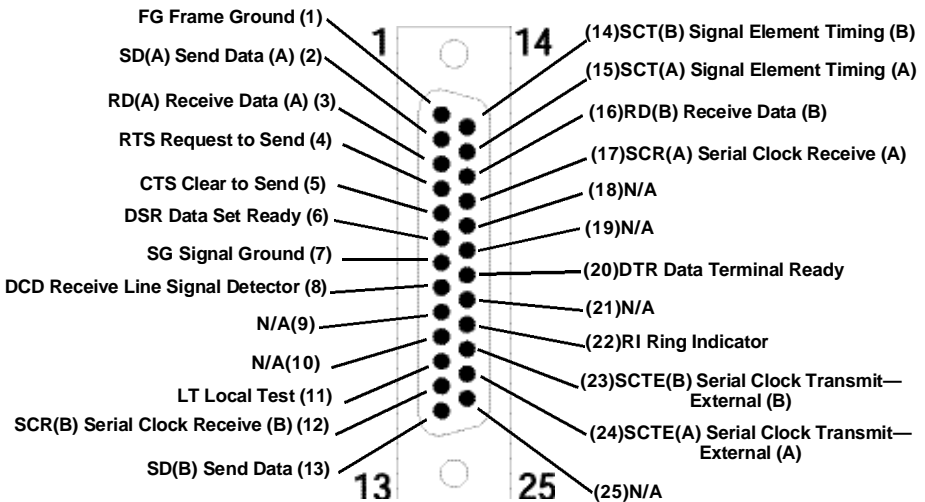 FG Frame Ground (1)
SD(A) Send Data (A) (2)
RD(A) Receive Data (A) (3)
RTS Request to Send (4)
CTS Clear to Send (5)
DSR Data Set Ready (6)
SG Signal Ground (7)
DCD Receive Line Signal Detector (8)
N/A(9)
N/A(10)
LT Local Test (11)
SCR(B) Serial Clock Receive (B) (12)
SD(B) Send Data (13)
1
14
13
25
(14)SCT(B) Signal Element Timing (B)
(15)SCT(A) Signal Element Timing (A)
(16)RD(B) Receive Data (B)
(17)SCR(A) Serial Clock Receive (A)
(18)N/A
(19)N/A
(20)DTR Data Terminal Ready
(21)N/A
(22)RI Ring Indicator
(23)SCTE(B) Serial Clock Transmit—
External (B)
(24)SCTE(A) Serial Clock Transmit—
External (A)
(25)N/A